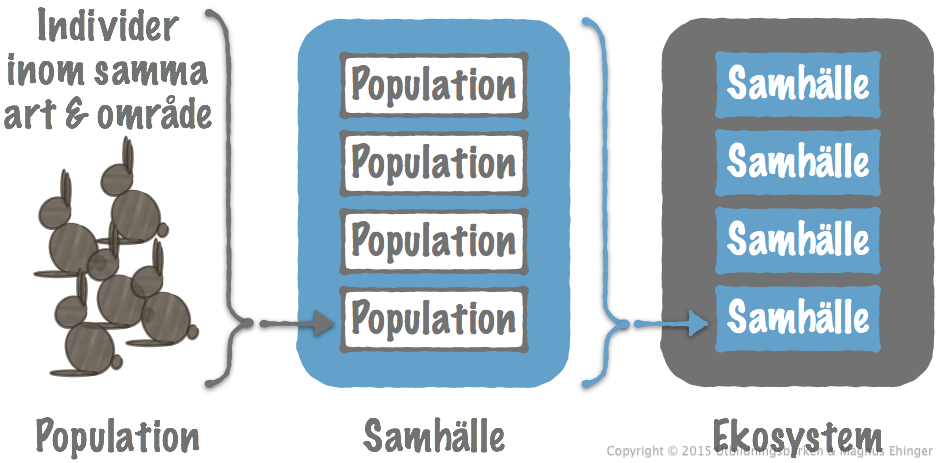 Individer
inom samma
art & område
Population
Population
Population
Population
Samhälle
Samhälle
Samhälle
Samhälle
Population
Samhälle
Ekosystem
Copyright © 2015 Utbildningsbanken & Magnus Ehinger